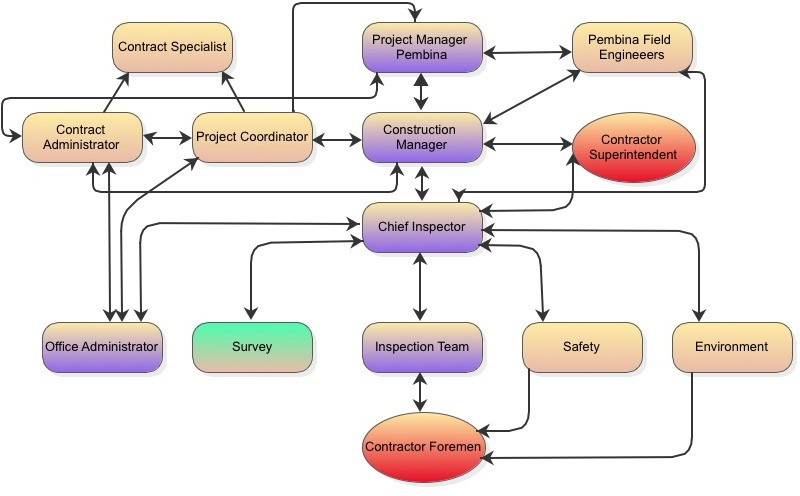 Contract Specialist
Project Manager
Pembina
Pembina Field
Engineeers
Contract
Administrator
Project Coordinator
Construction
Manager
Contractor
Superintendent
Chief Inspector
Office Administrator
Survey
Inspection Team
Safety
Environment
Contractor Foremen